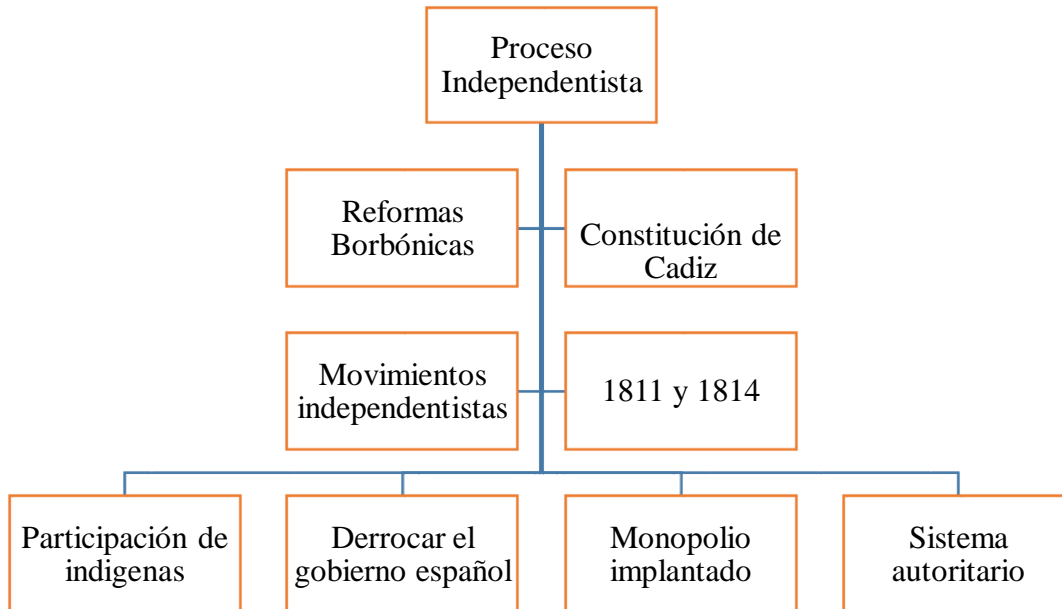 Proceso
Independentista
Reformas
Borbónicas
Constitución de
Cadiz
Movimientos
independentistas
1811 y 1814
Participación de
indigenas
Derrocar el
gobierno español
Monopolio
implantado
Sistema
autoritario